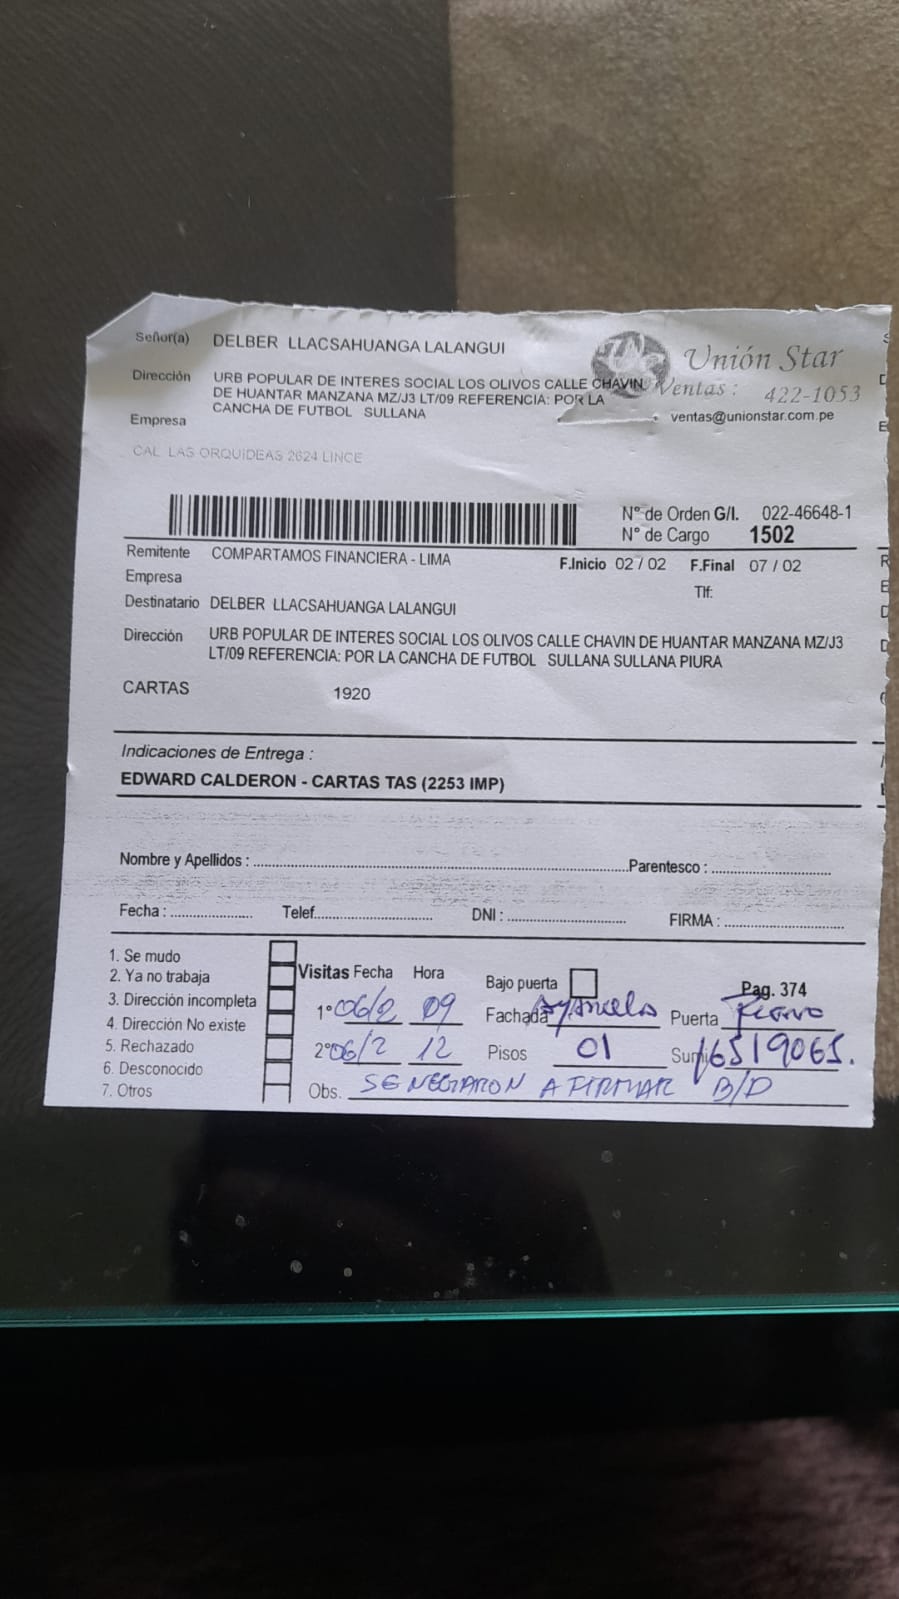 Señor(a) DELBER LLACSAHUANGA LALANGUI
Unión Star
Dirección URB POPULAR DE INTERES SOCIAL LOS OLIVOS CALLE CHAVIN
Ventas : 422-1053
DE HUANTAR MANZANA MZ/J3 LT/09 REFERENCIA: POR LA
CANCHA DE FUTBOL SULLANA
ventas@unionstar.com.pe
Empresa
CAL LAS ORQUIDEAS 2624 LINCE
N° de Orden G/I. 022-46648-1
N° de Cargo 1502
Remitente COMPARTAMOS FINANCIERA - LIMA
F.Inicio 02 / 02 F.Final 07 / 02
Empresa
Tlf:
Destinatario DELBER LLACSAHUANGA LALANGUI
Dirección URB POPULAR DE INTERES SOCIAL LOS OLIVOS CALLE CHAVIN DE HUANTAR MANZANA MZ/J3
LT/09 REFERENCIA: POR LA CANCHA DE FUTBOL SULLANA SULLANA PIURA
CARTAS 1920
Indicaciones de Entrega :
EDWARD CALDERON - CARTAS TAS (2253 IMP)
Nombre y Apellidos : Parentesco :
Fecha : Telef. DNI : FIRMA :
1. Se mudo
2. Ya no trabaja
3. Dirección incompleta
4. Dirección No existe
5. Rechazado
6. Desconocido
7. Otros
Visitas Fecha Hora
Bajo puerta
Pag. 374
1° 06/2 09
Fachada
Puerta
2° 06/2 12
Pisos 01
Sumi 16519065.
Obs. SE NEGARON A FIRMAR B/P